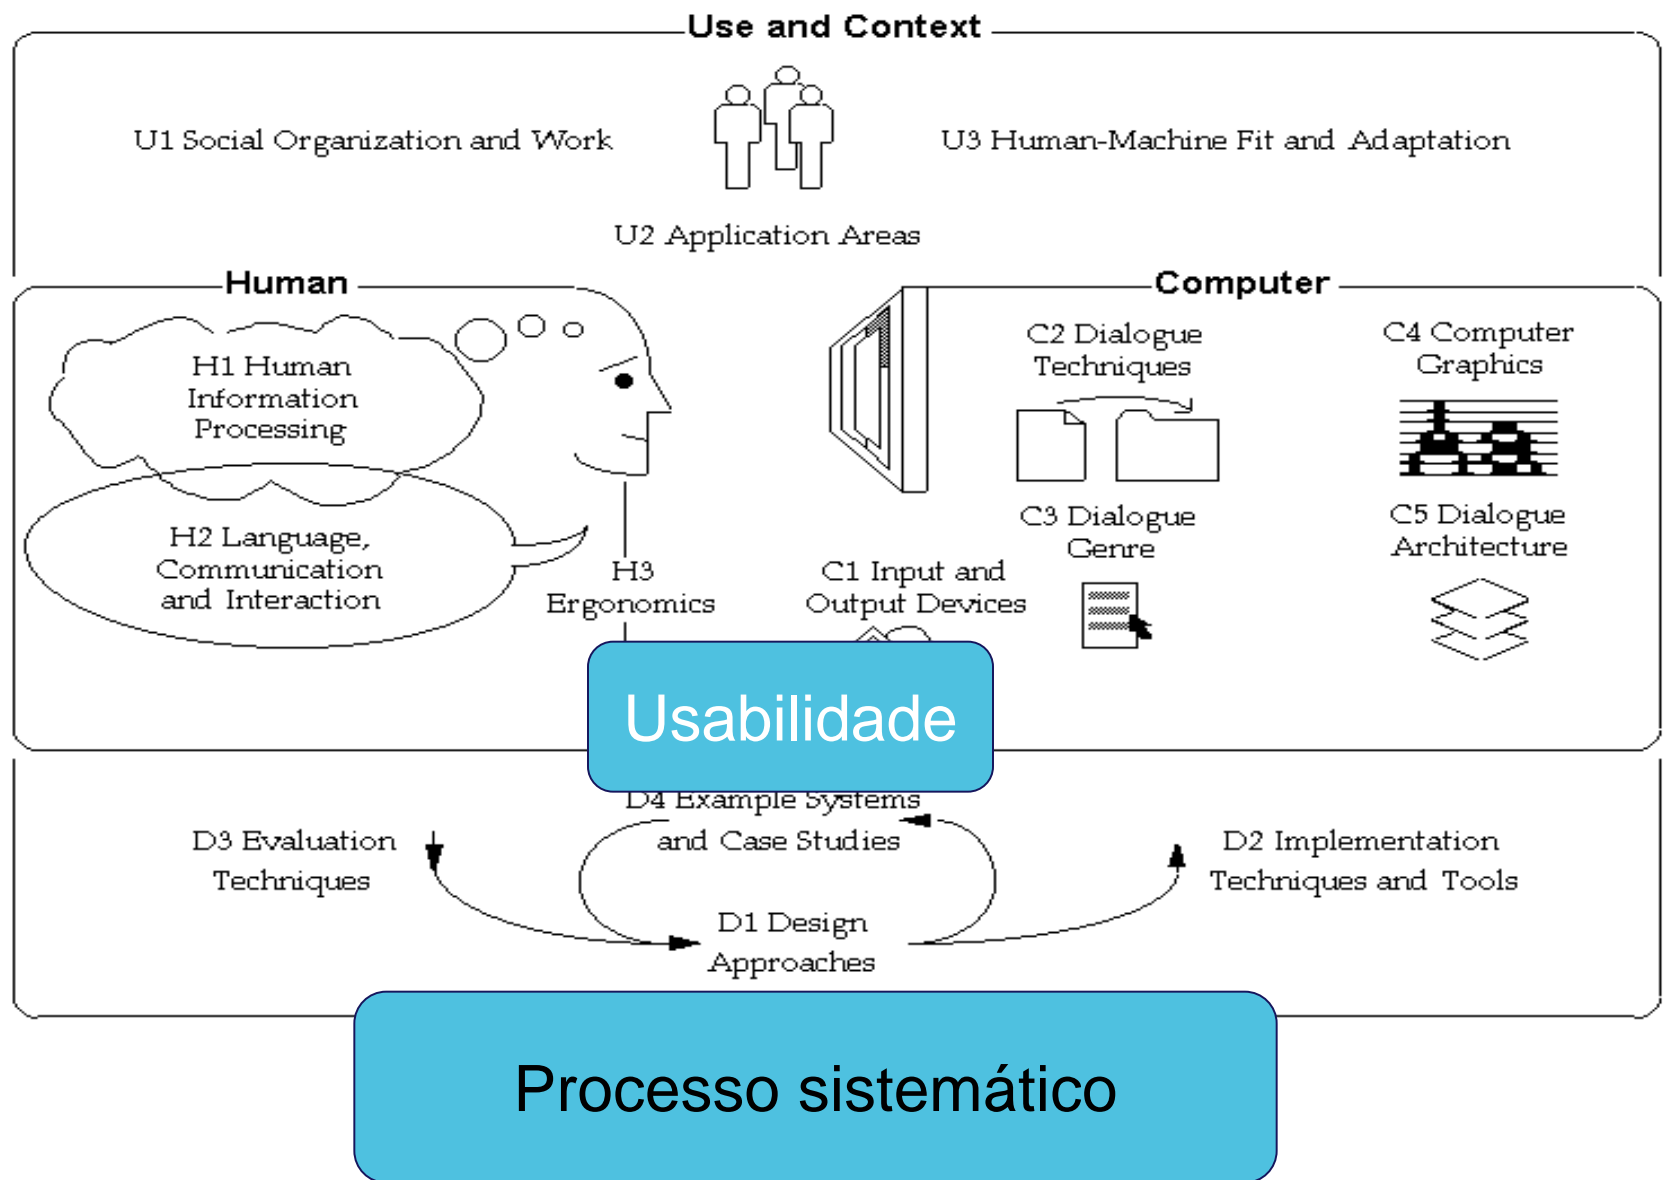 Use and Context
U1 Social Organization and Work
U3 Human-Machine Fit and Adaptation
U2 Application Areas
Human
H1 Human
Information
Processing
H2 Language,
Communication
and Interaction
H3
Ergonomics
Computer
C1 Input and
Output Devices
C2 Dialogue
Techniques
C3 Dialogue
Genre
C4 Computer
Graphics
C5 Dialogue
Architecture
Usabilidade
D3 Evaluation
Techniques
D4 Example Systems
and Case Studies
D1 Design
Approaches
D2 Implementation
Techniques and Tools
Processo sistemático